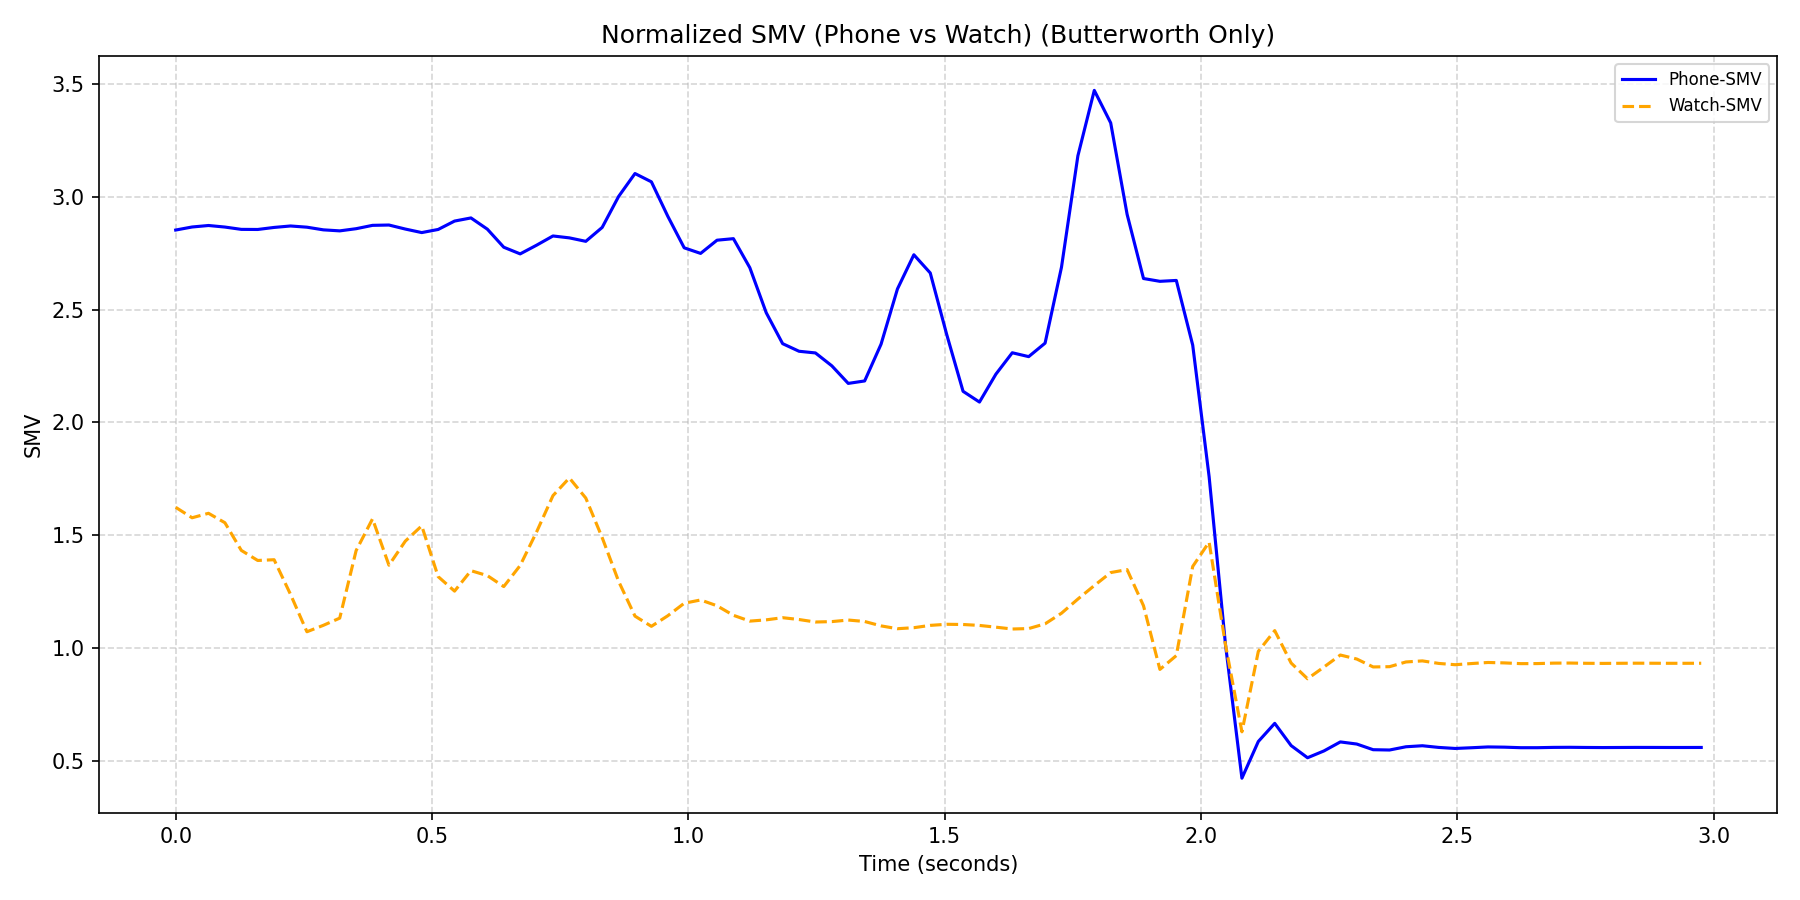 Normalized SMV (Phone vs Watch) (Butterworth Only)
Phone-SMV
Watch-SMV
3.5
3.0
2.5
2.0
1.5
1.0
0.5
SMV
0.0 0.5 1.0 1.5 2.0 2.5 3.0
Time (seconds)